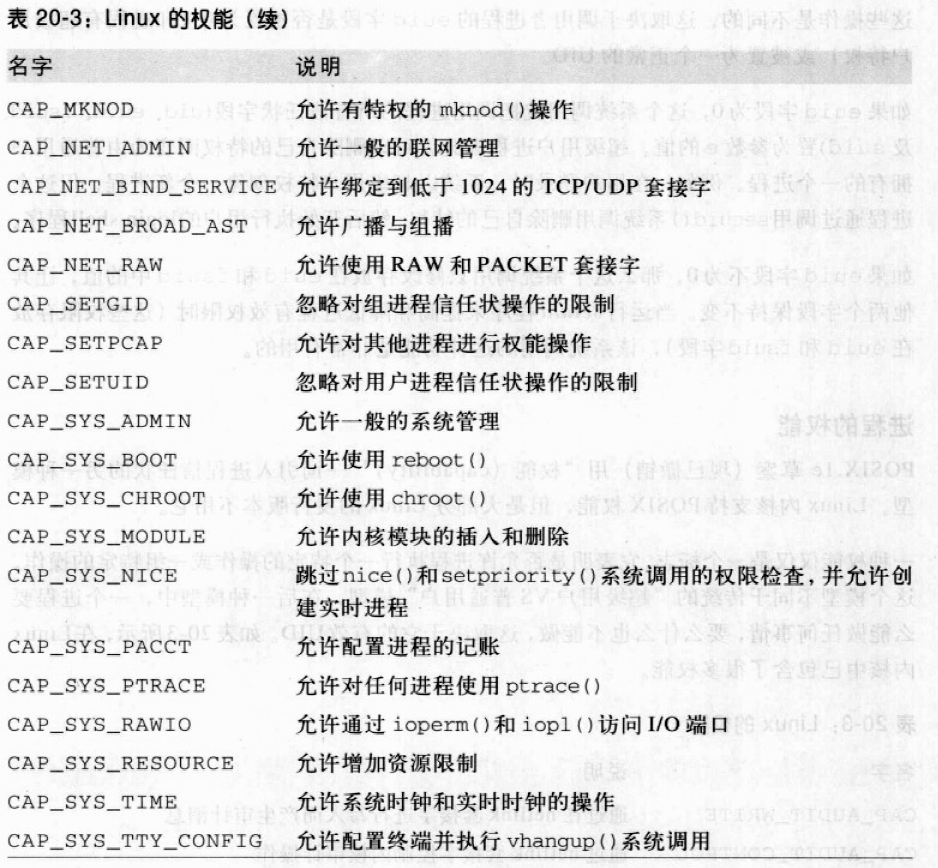 表 20-3：Linux 的权能（续）
名字 说明
CAP_MKNOD 允许有特权的 mknod()操作
CAP_NET_ADMIN 允许一般的联网管理
CAP_NET_BIND_SERVICE 允许绑定到低于 1024 的 TCP/UDP 套接字
CAP_NET_BROAD_AST 允许广播与组播
CAP_NET_RAW 允许使用 RAW 和 PACKET 套接字
CAP_SETGID 忽略对组进程信任状操作的限制
CAP_SETPCAP 允许对其他进程进行权能操作
CAP_SETUID 忽略对用户进程信任状操作的限制
CAP_SYS_ADMIN 允许一般的系统管理
CAP_SYS_BOOT 允许使用 reboot()
CAP_SYS_CHROOT 允许使用 chroot()
CAP_SYS_MODULE 允许内核模块的插入和删除
CAP_SYS_NICE 跳过 nice()和 setpriority()系统调用的权限检查，并允许创
建实时进程
CAP_SYS_PACCT 允许配置进程的记账
CAP_SYS_PTRACE 允许对任何进程使用 ptrace()
CAP_SYS_RAWIO 允许通过 ioperm()和 iopl()访问 I/O 端口
CAP_SYS_RESOURCE 允许增加资源限制
CAP_SYS_TIME 允许系统时钟和实时时钟的操作
CAP_SYS_TTY_CONFIG 允许配置终端并执行 vhangup()系统调用